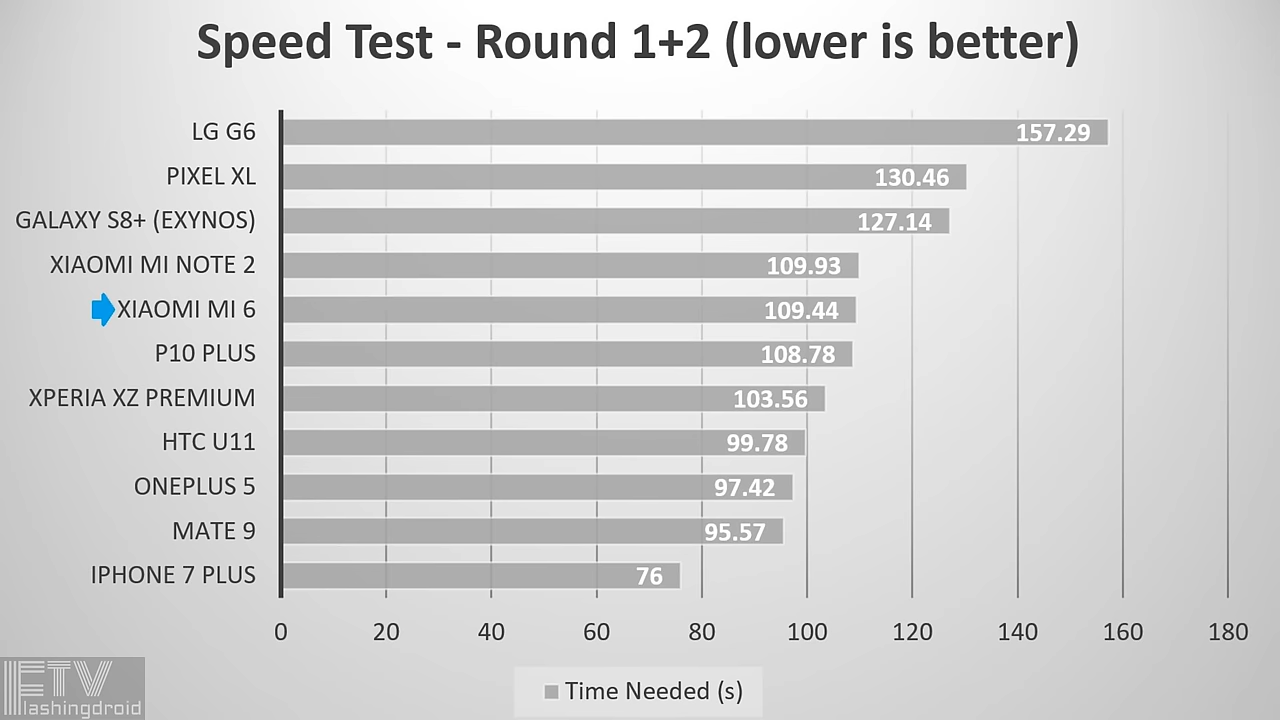 Speed Test - Round 1+2 (lower is better)
LG G6 157.29
PIXEL XL 130.46
GALAXY S8+ (EXYNOS) 127.14
XIAOMI MI NOTE 2 109.93
XIAOMI MI 6 109.44
P10 PLUS 108.78
XPERIA XZ PREMIUM 103.56
HTC U11 99.78
ONEPLUS 5 97.42
MATE 9 95.57
IPHONE 7 PLUS 76
0 20 40 60 80 100 120 140 160 180
Time Needed (s)
ETV
lashingdroid